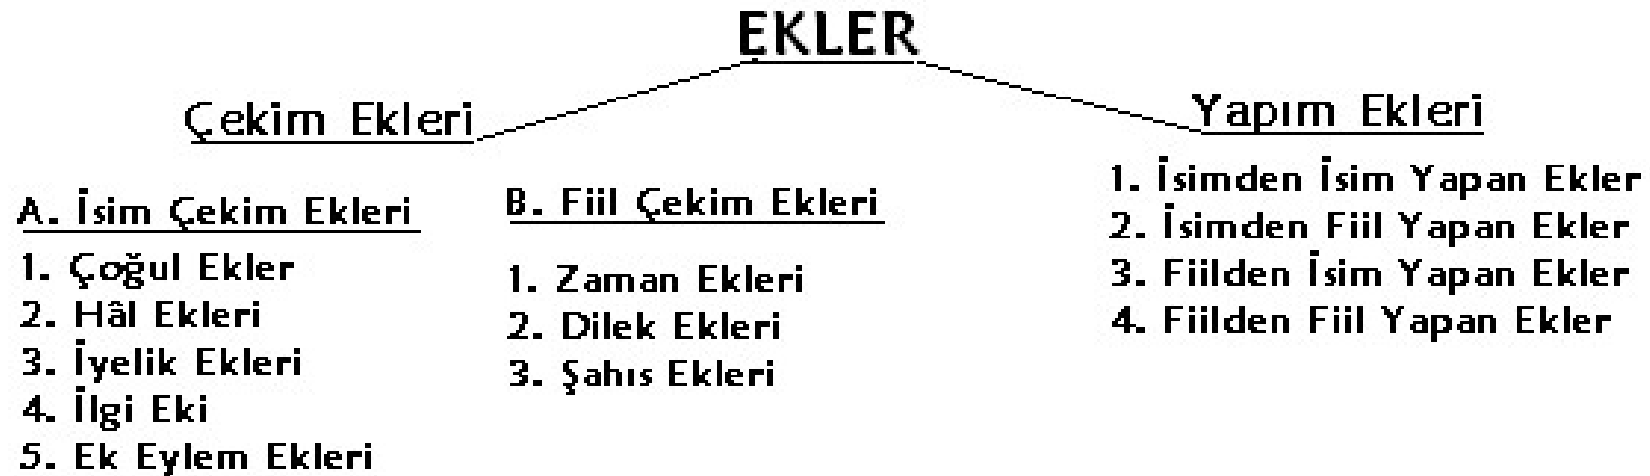 EKLER
Çekim Ekleri
A. İsim Çekim Ekleri
1. Çoğul Ekler
2. Hâl Ekleri
3. İyelik Ekleri
4. İlgi Eki
5. Ek Eylem Ekleri
B. Fiil Çekim Ekleri
1. Zaman Ekleri
2. Dilek Ekleri
3. Şahıs Ekleri
Yapım Ekleri
1. İsimden İsim Yapan Ekler
2. İsimden Fiil Yapan Ekler
3. Fiilden İsim Yapan Ekler
4. Fiilden Fiil Yapan Ekler